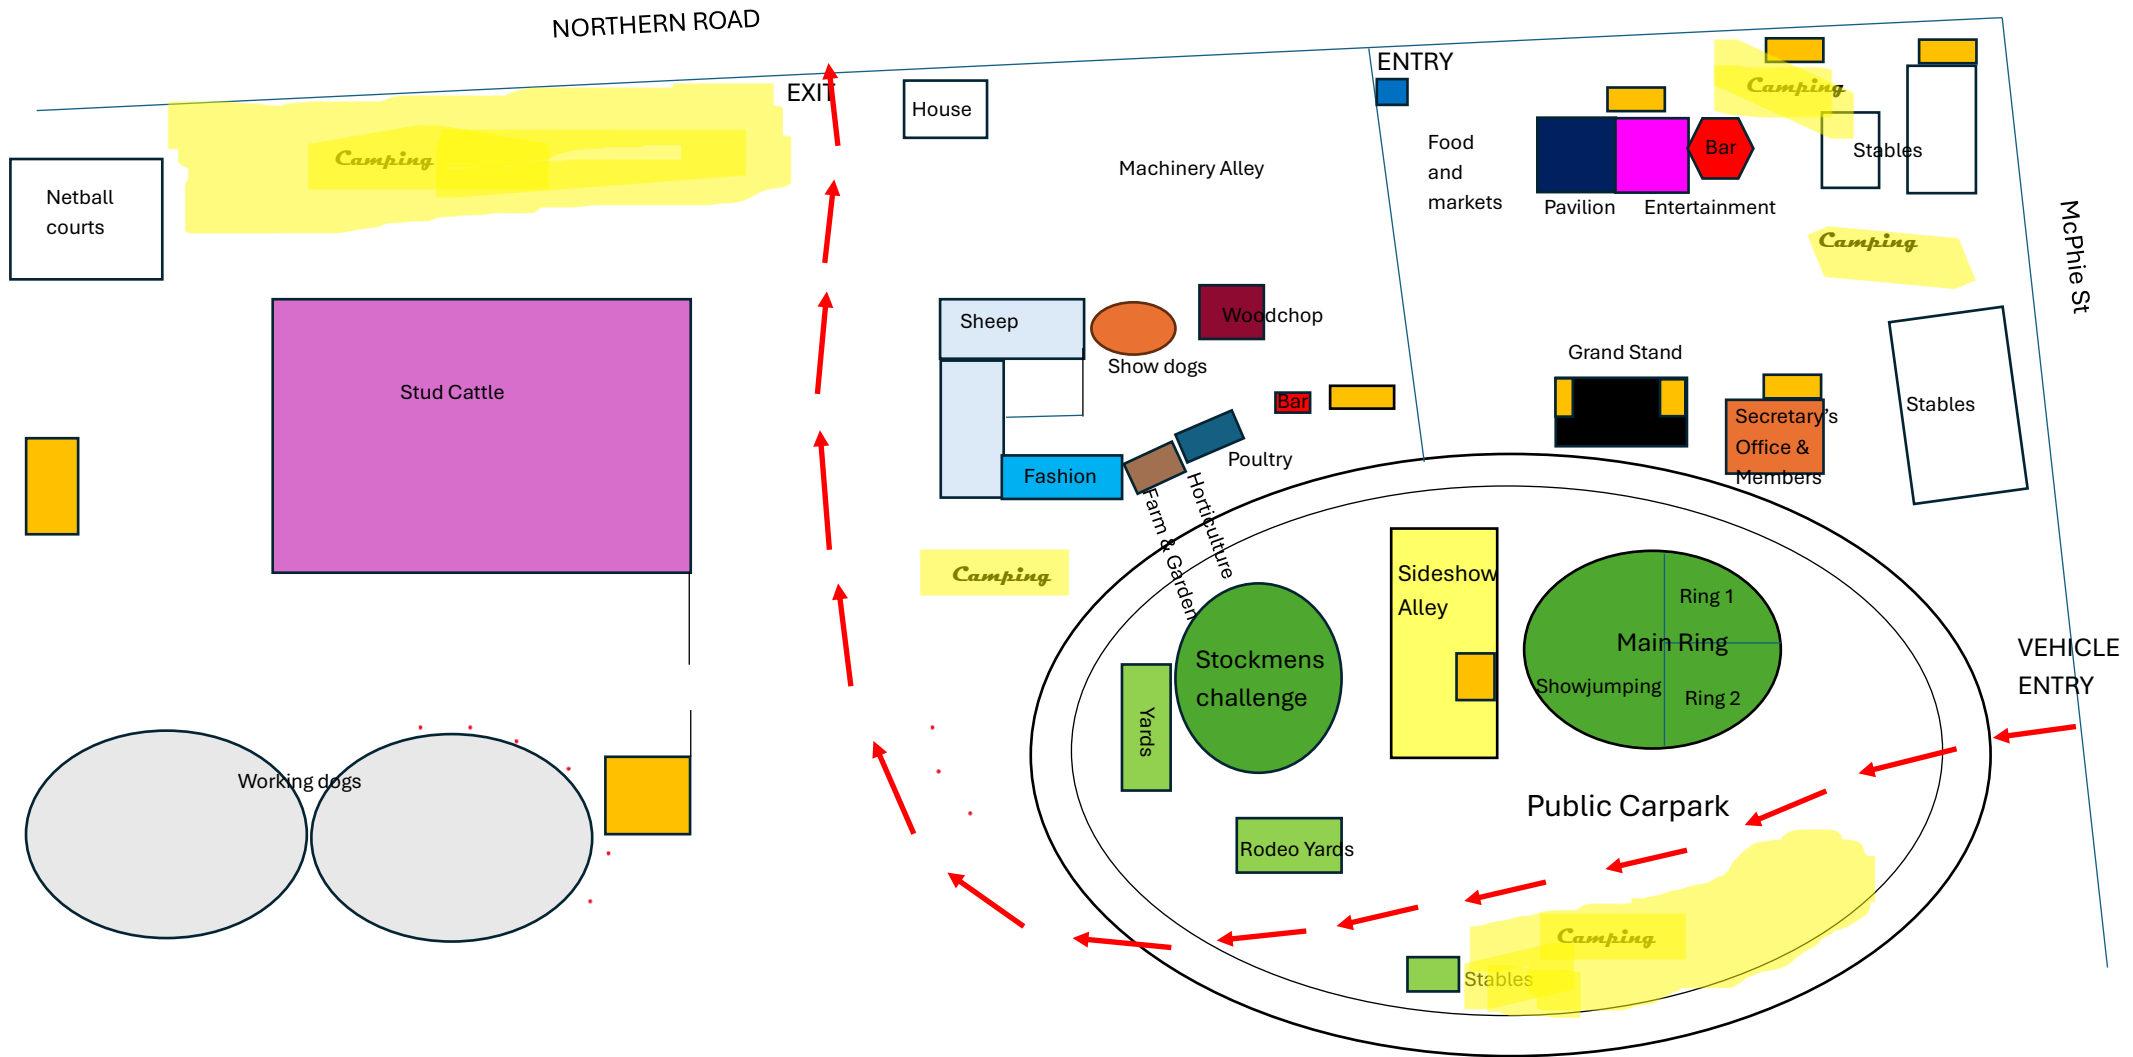 NORTHERN ROAD
ENTRY
EXIT
House
Camping
Camping
Machinery Alley
Food
and
markets
Bar
Stables
Pavilion
Entertainment
Netball
courts
McPhie St
Camping
Sheep
Woodchop
Show dogs
Grand Stand
Stud Cattle
Bar
Secretary's
Office &
Members
Stables
Poultry
Fashion
Horticulture
Farm & Garden
Camping
Sideshow
Alley
Ring 1
Main Ring
Showjumping
Ring 2
VEHICLE
ENTRY
Stockmens
challenge
Yards
Working dogs
Public Carpark
Rodeo Yards
Camping
Stables